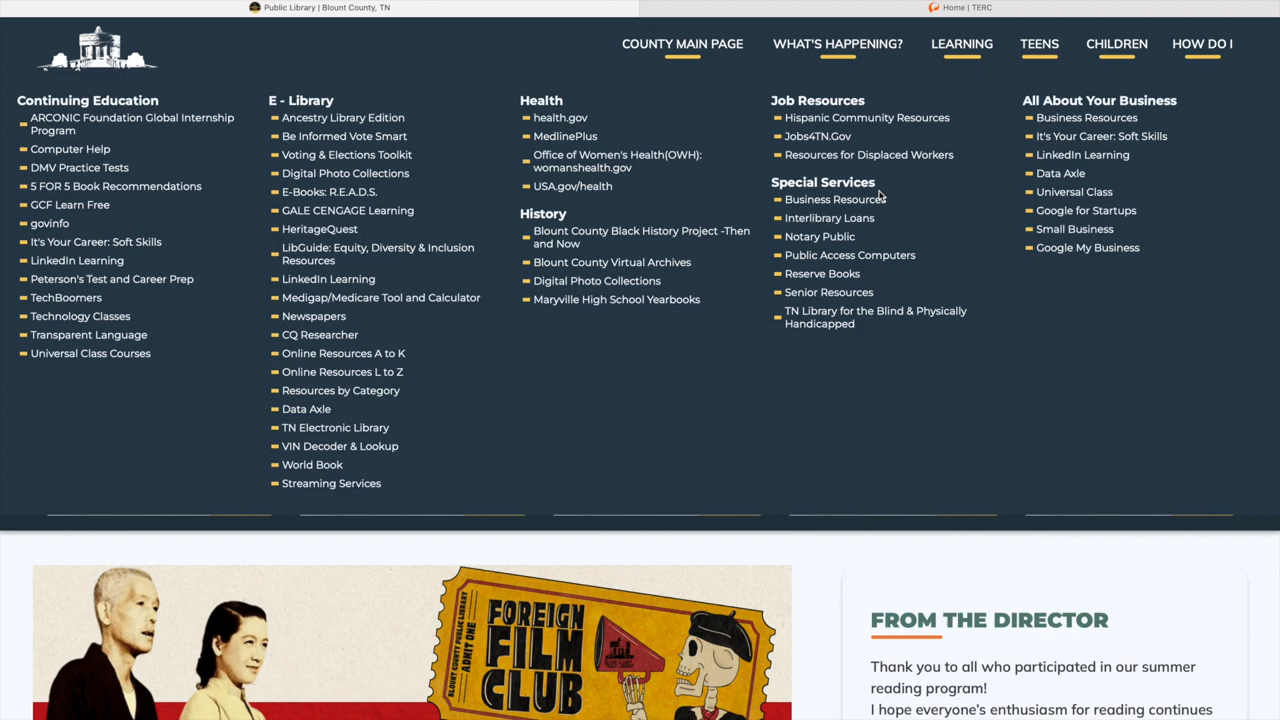 Public Library | Blount County, TN
Home | TERC
COUNTY MAIN PAGE
WHAT'S HAPPENING?
LEARNING
TEENS
CHILDREN
HOW DO I
Continuing Education
ARCONIC Foundation Global Internship
Program
Computer Help
DMV Practice Tests
5 FOR 5 Book Recommendations
GCF Learn Free
govinfo
It's Your Career: Soft Skills
LinkedIn Learning
Peterson's Test and Career Prep
TechBoomers
Technology Classes
Transparent Language
Universal Class Courses
E - Library
Ancestry Library Edition
Be Informed Vote Smart
Voting & Elections Toolkit
Digital Photo Collections
E-Books: R.E.A.D.S.
GALE CENGAGE Learning
HeritageQuest
LibGuide: Equity, Diversity & Inclusion
Resources
LinkedIn Learning
Medigap/Medicare Tool and Calculator
Newspapers
CQ Researcher
Online Resources A to K
Online Resources L to Z
Resources by Category
Data Axle
TN Electronic Library
VIN Decoder & Lookup
World Book
Streaming Services
Health
health.gov
MedlinePlus
Office of Women's Health(OWH):
womanshealth.gov
USA.gov/health
History
Blount County Black History Project -Then
and Now
Blount County Virtual Archives
Digital Photo Collections
Maryville High School Yearbooks
Job Resources
Hispanic Community Resources
Jobs4TN.Gov
Resources for Displaced Workers
Special Services
Business Resources
Interlibrary Loans
Notary Public
Public Access Computers
Reserve Books
Senior Resources
TN Library for the Blind & Physically
Handicapped
All About Your Business
Business Resources
It's Your Career: Soft Skills
LinkedIn Learning
Data Axle
Universal Class
Google for Startups
Small Business
Google My Business
BLOUNT COUNTY PUBLIC LIBRARY
ADMIT ONE
FOREIGN
FILM
CLUB
FROM THE DIRECTOR
Thank you to all who participated in our summer
reading program!
I hope everyone's enthusiasm for reading continues